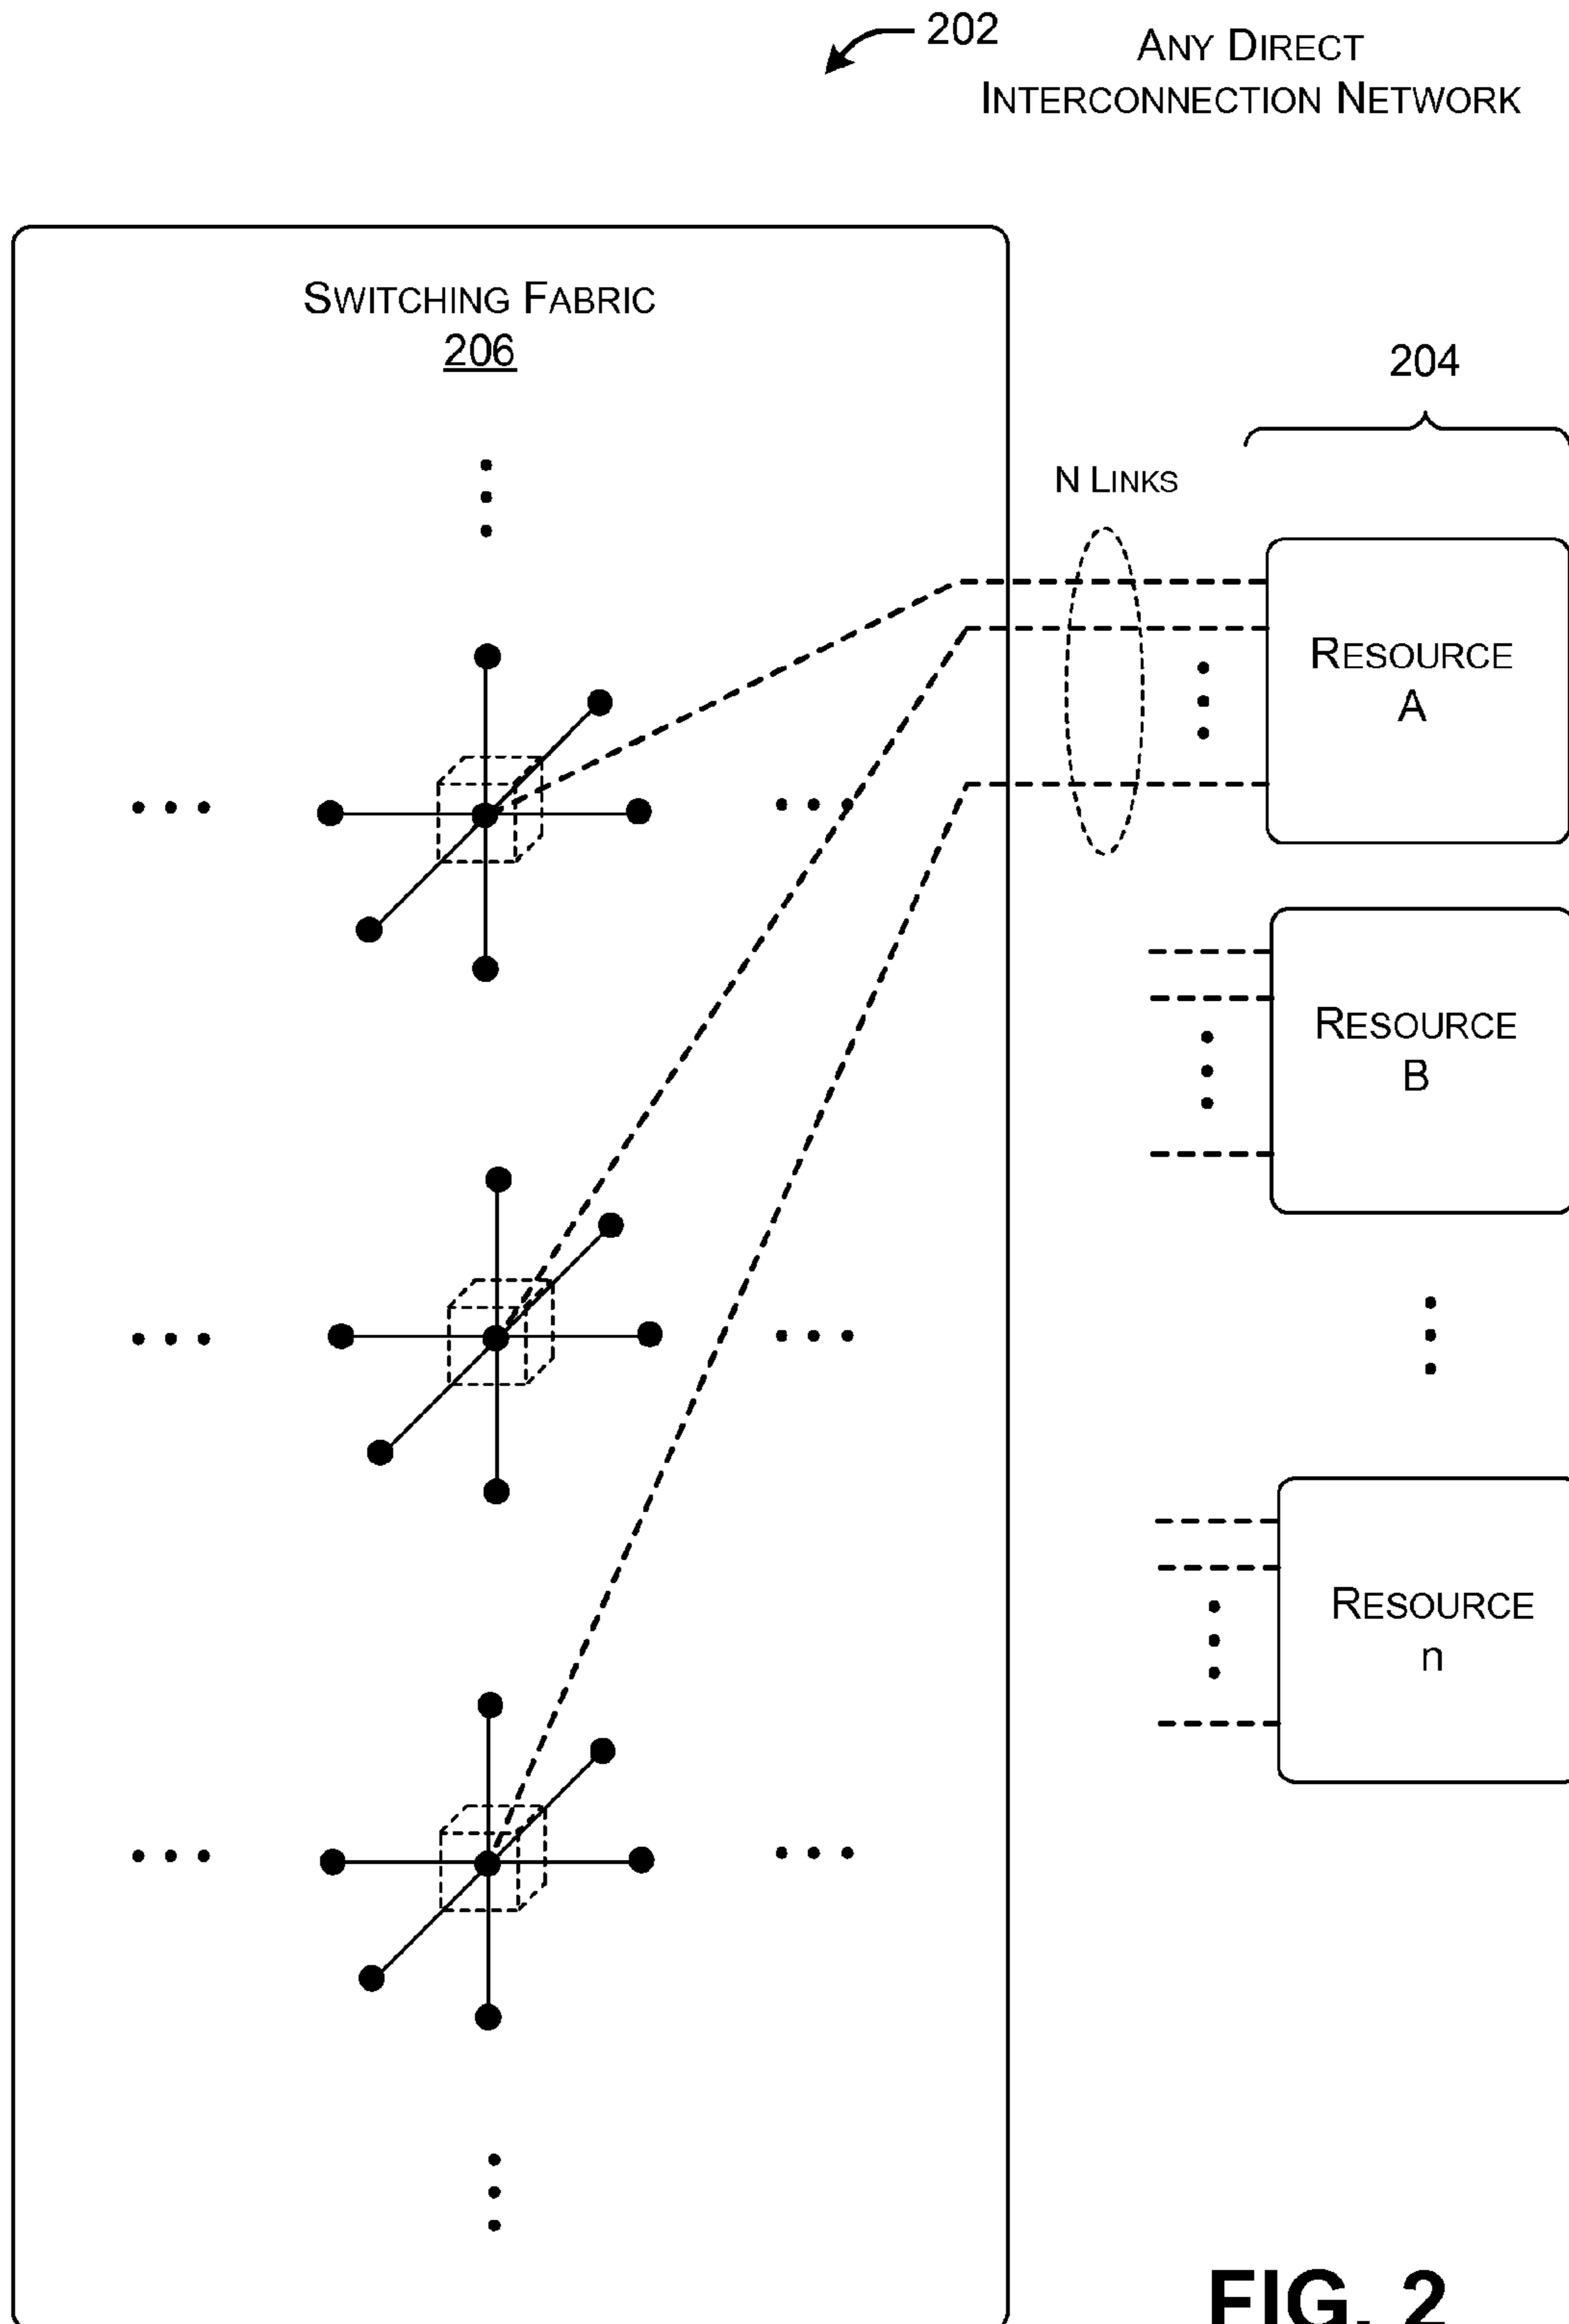 202
ANY DIRECT
INTERCONNECTION NETWORK
SWITCHING FABRIC
206
204
N LINKS
RESOURCE
A
RESOURCE
B
RESOURCE
n
FIG. 2